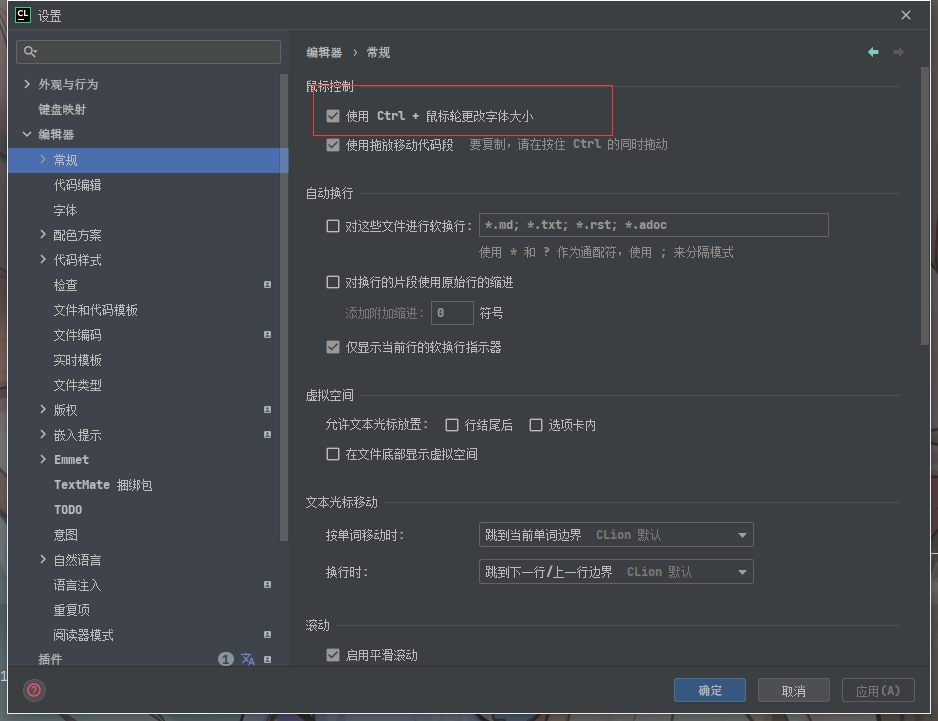 CL 设置
编辑器 › 常规
外观与行为
键盘映射
编辑器
常规
代码编辑
字体
配色方案
代码样式
检查
文件和代码模板
文件编码
实时模板
文件类型
版权
嵌入提示
Emmet
TextMate 捆绑包
TODO
意图
自然语言
语言注入
重复项
阅读器模式
插件 1
鼠标控制
使用 Ctrl + 鼠标轮更改字体大小
使用拖放移动代码段 要复制，请在按住 Ctrl 的同时拖动
自动换行
对这些文件进行软换行： *.md; *.txt; *.rst; *.adoc
使用 * 和 ? 作为通配符，使用 ; 来分隔模式
对换行的片段使用原始行的缩进
添加附加缩进： 0 符号
仅显示当前行的软换行指示器
虚拟空间
允许文本光标放置： 行结尾后 选项卡内
在文件底部显示虚拟空间
文本光标移动
按单词移动时： 跳到当前单词边界 CLion 默认
换行时： 跳到下一行/上一行边界 CLion 默认
滚动
启用平滑滚动
? 确定 取消 应用(A)
1